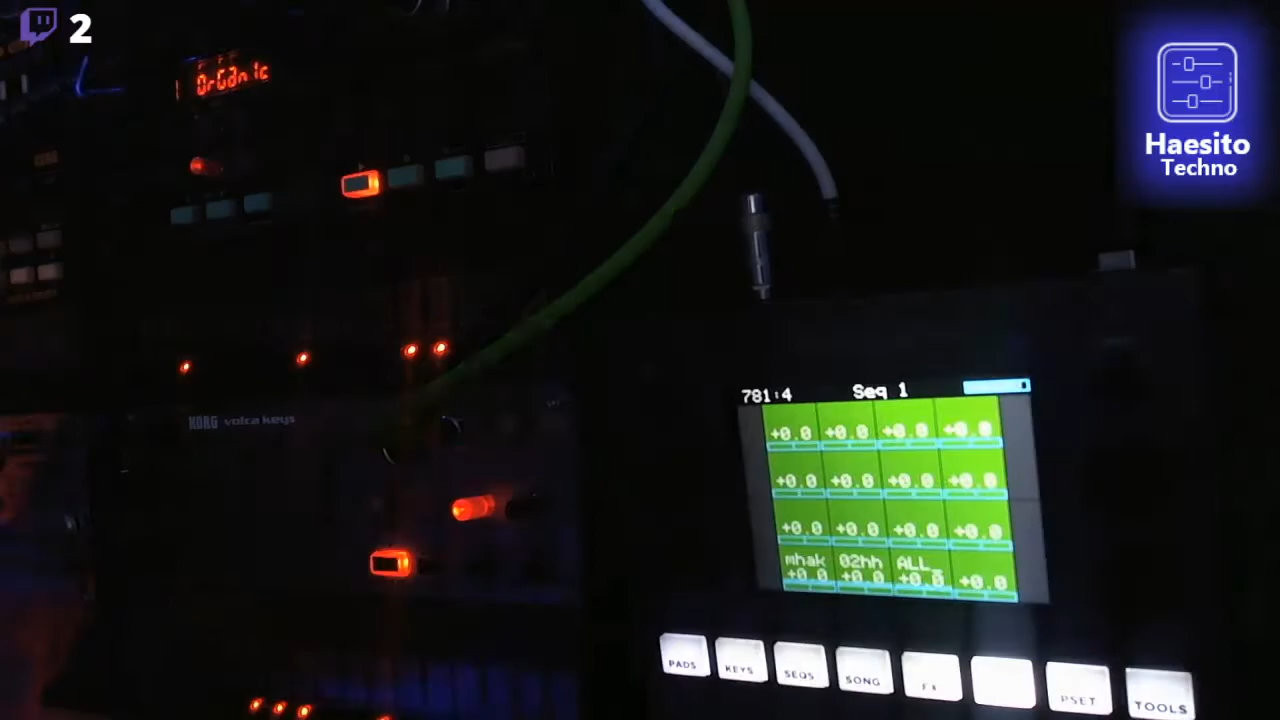 2
Haesito
Techno
OrGanic
KORG
KORG volca keys
781:4 Seq 1
+0.0 +0.0 +0.0 +0.0
+0.0 +0.0 +0.0 +0.0
+0.0 +0.0 +0.0 +0.0
mhak 02hh ALL_
+0.0 +0.0 +0.0 +0.0
PADS KEYS SEQS SONG FX PSET TOOLS